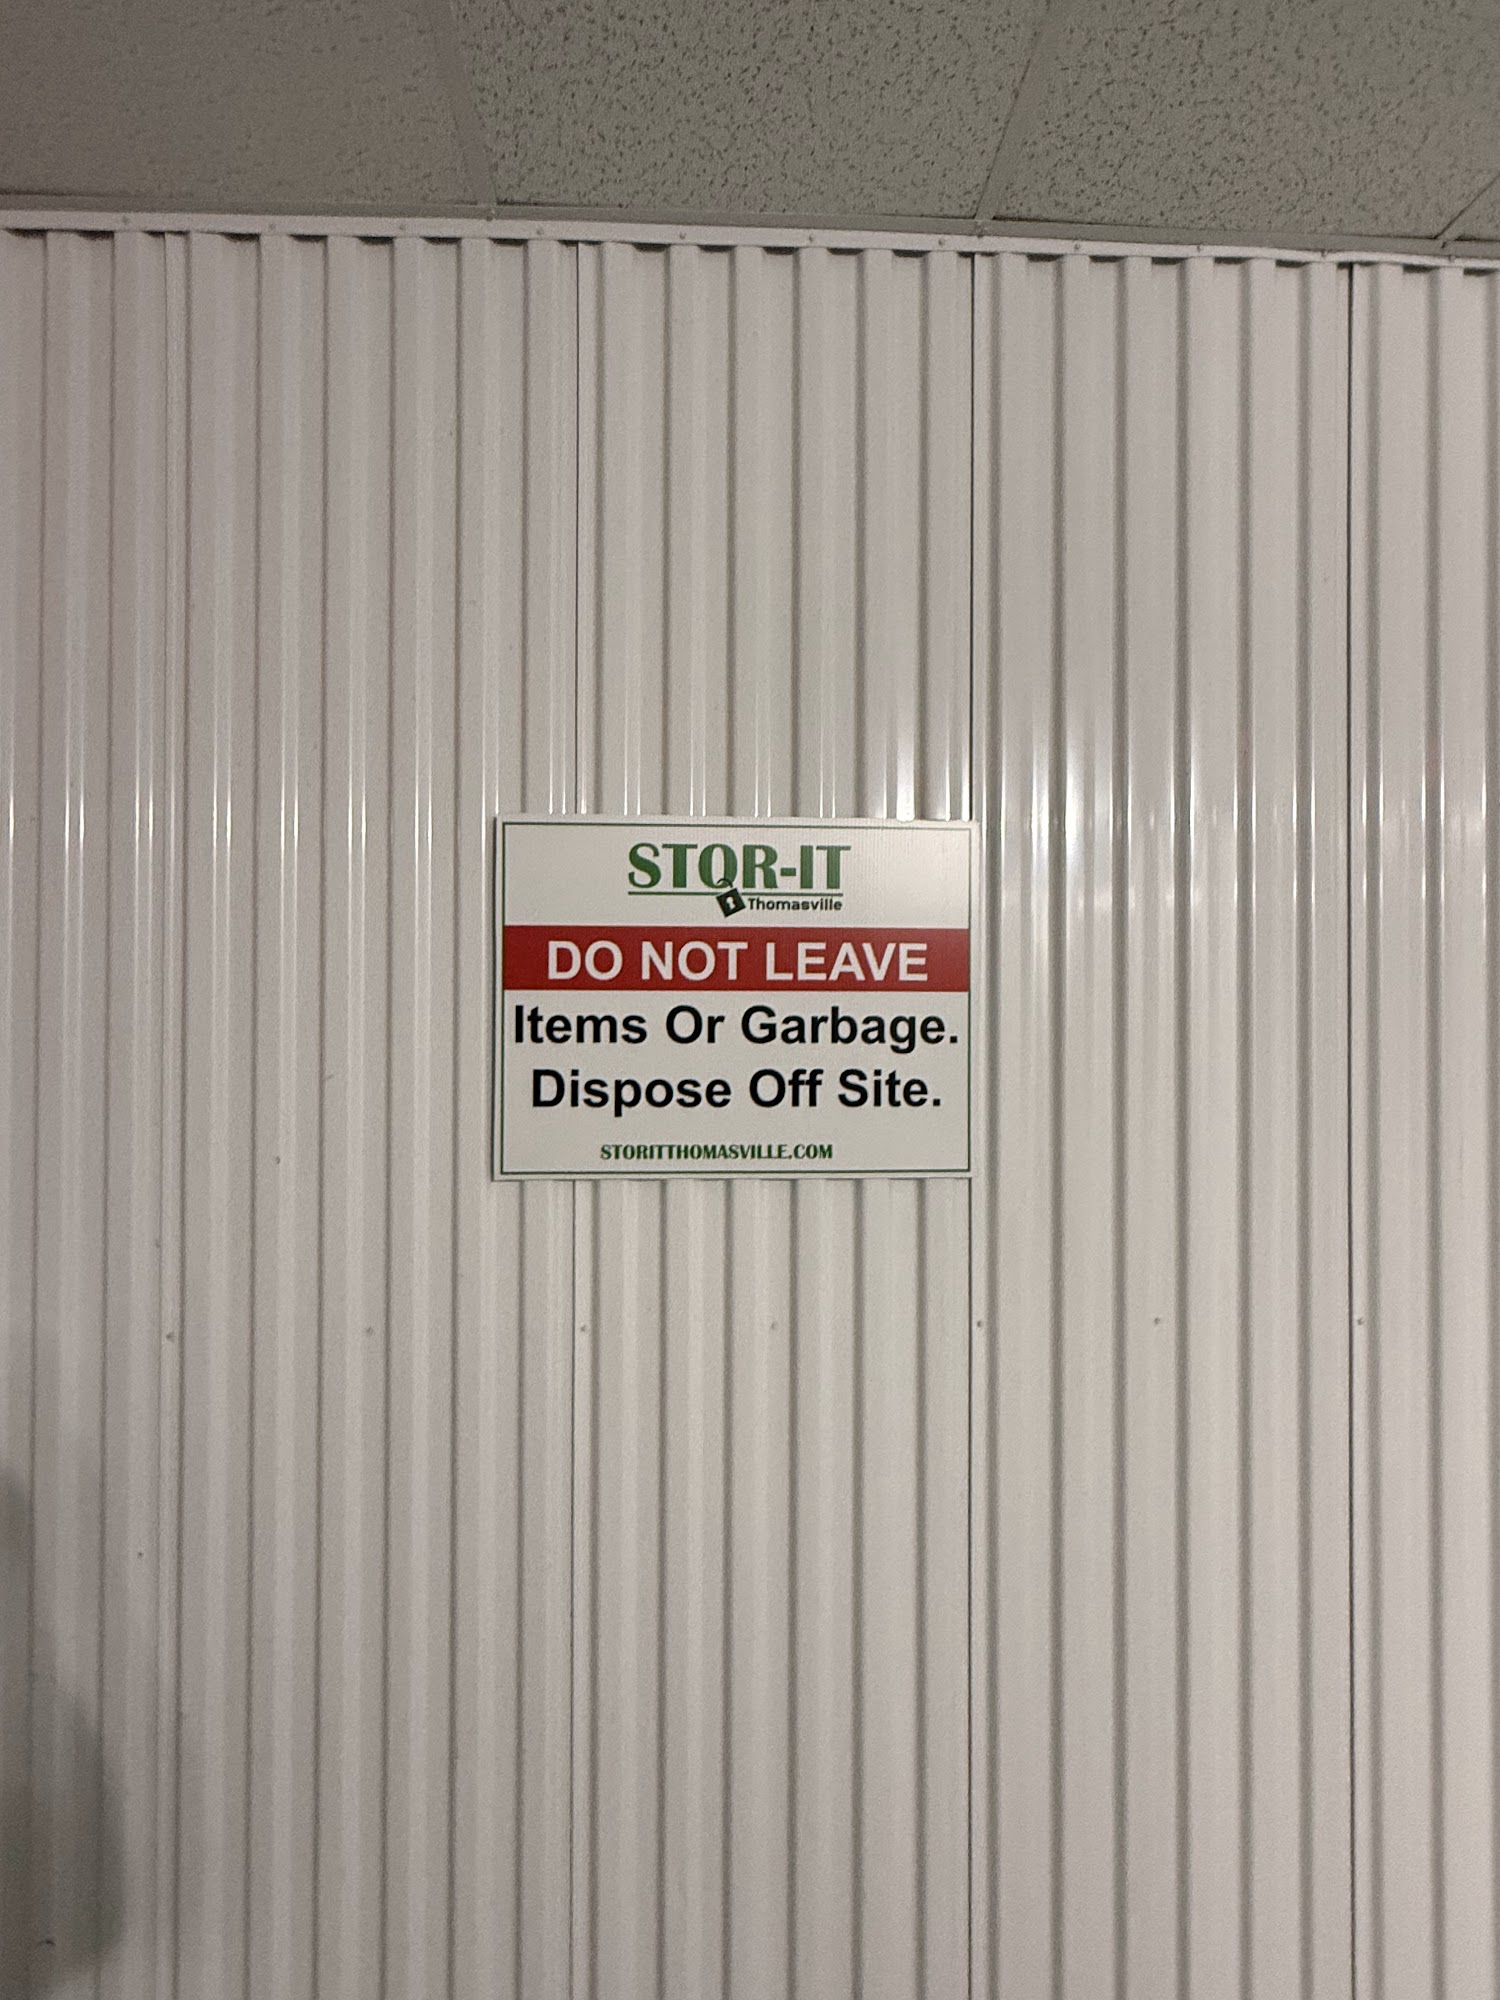 STOR-IT
Thomasville
DO NOT LEAVE
Items Or Garbage.
Dispose Off Site.
STORITTHOMASVILLE.COM